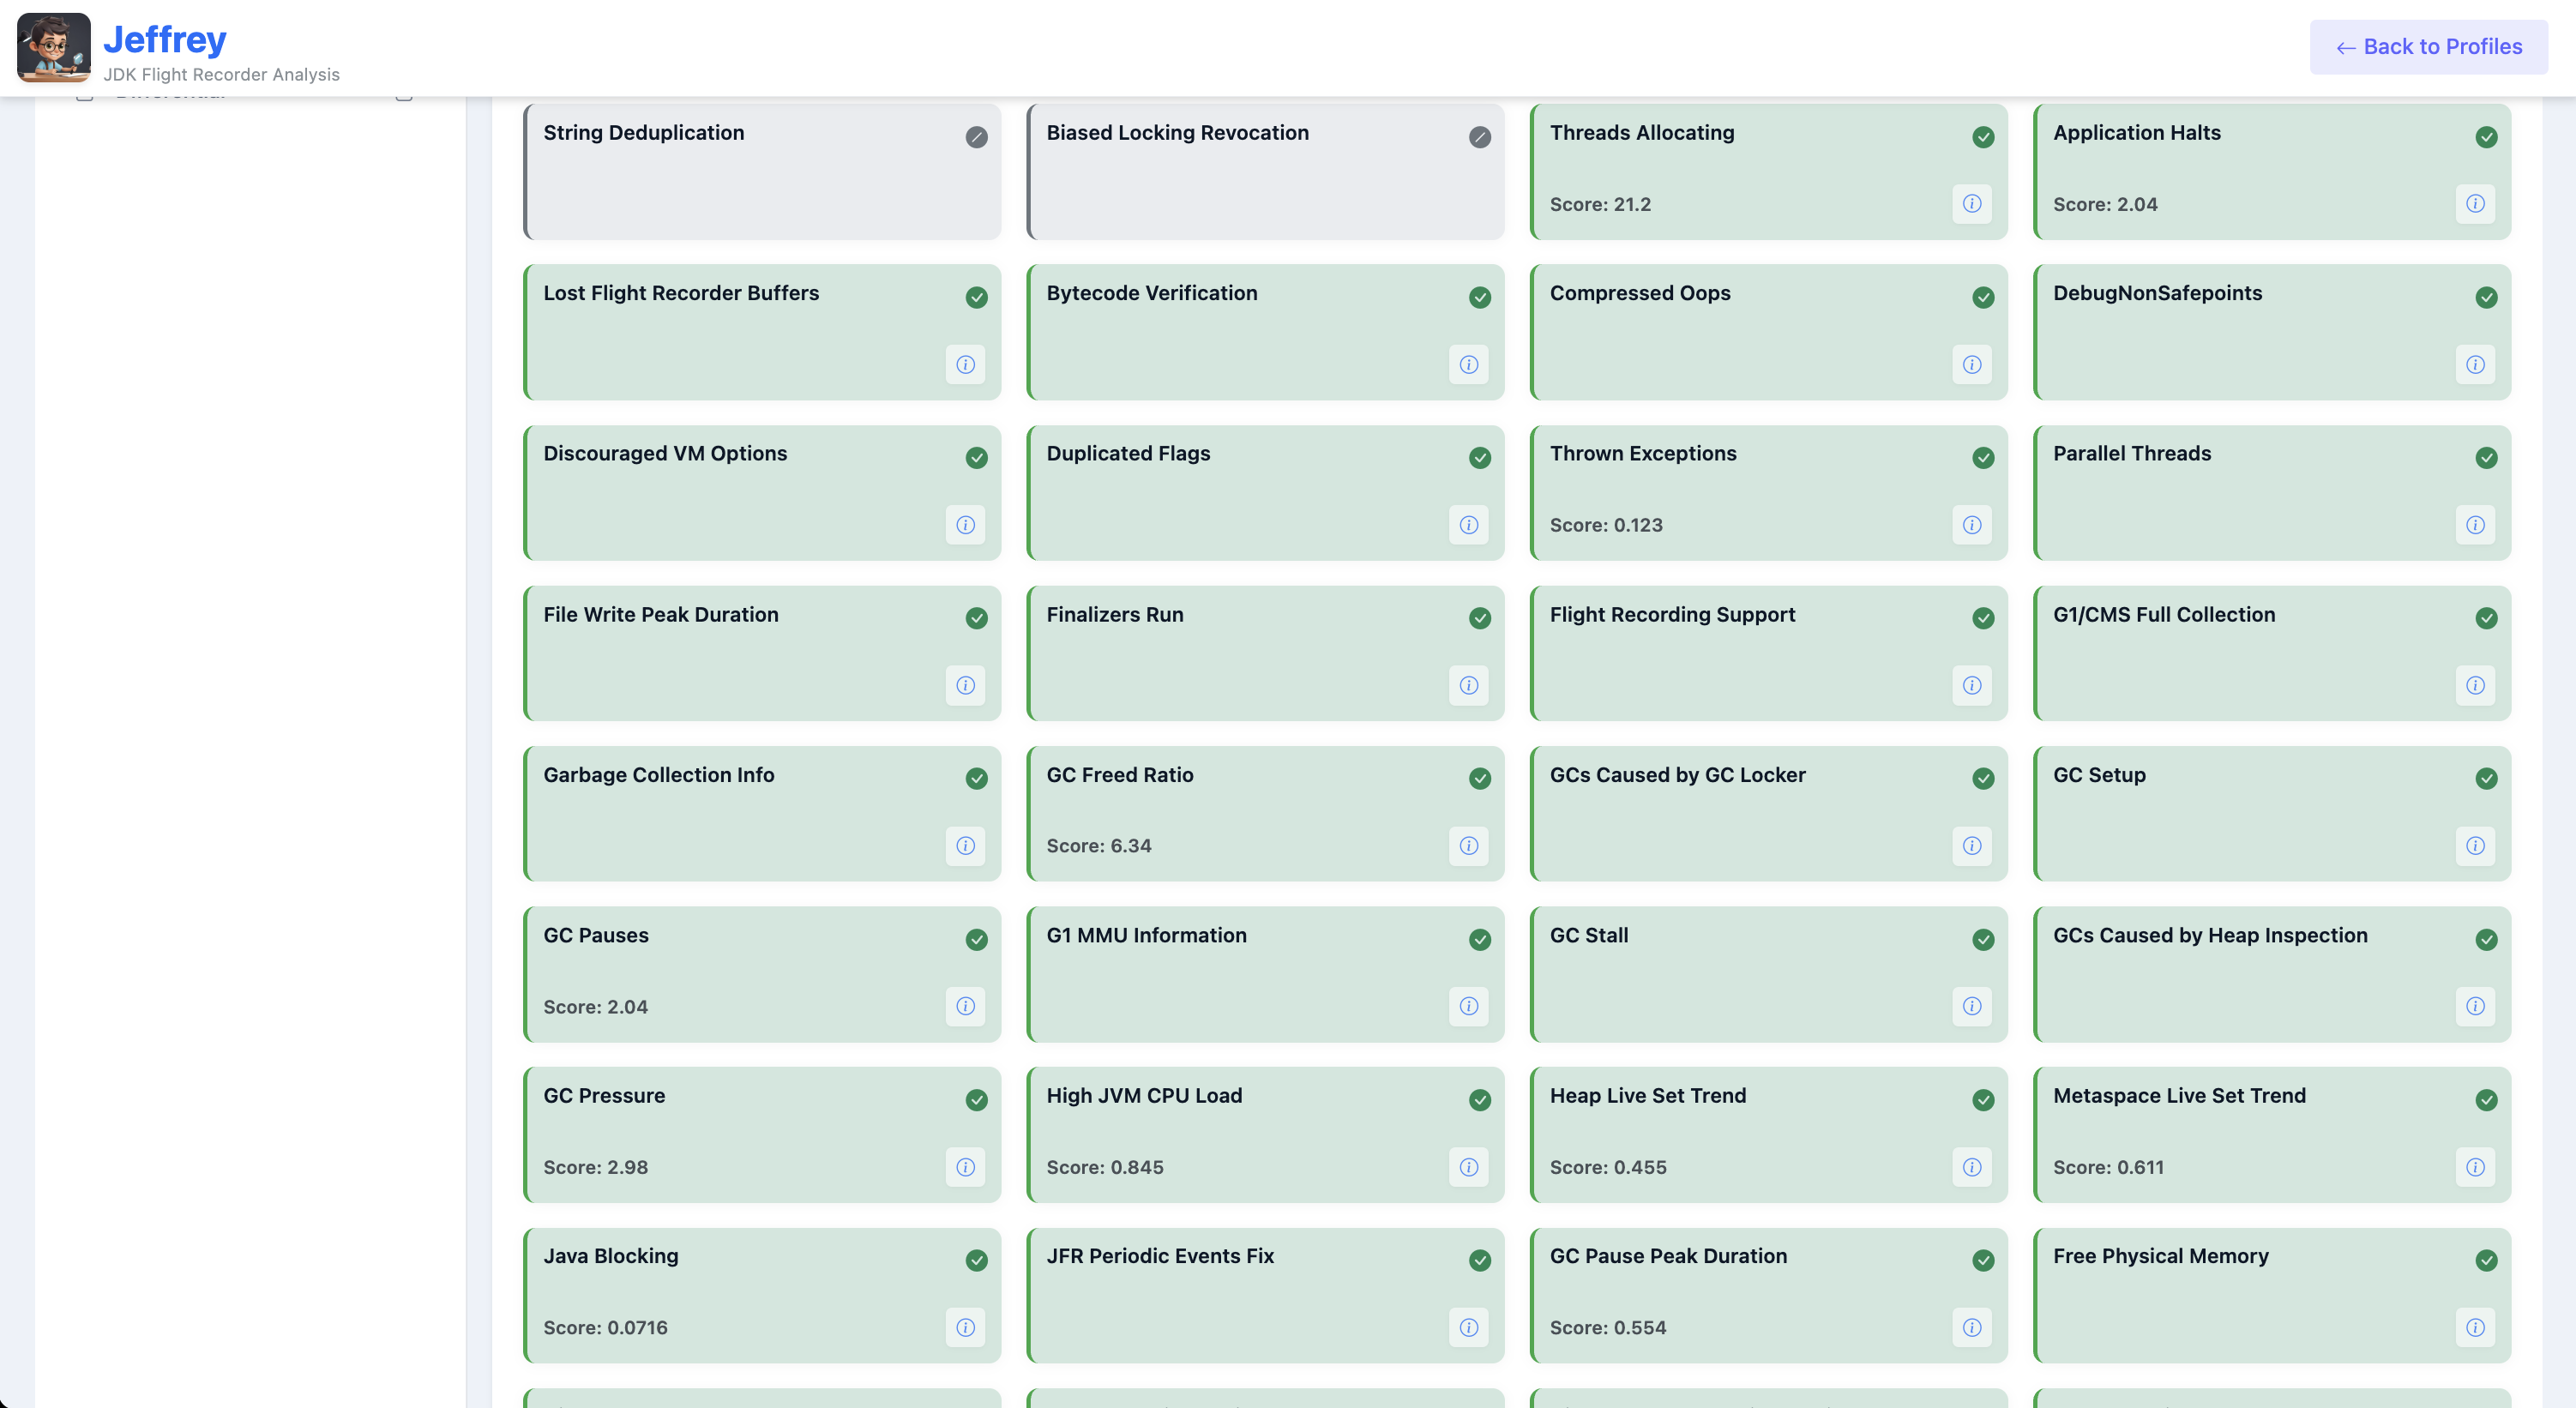 Jeffrey
JDK Flight Recorder Analysis
← Back to Profiles
String Deduplication
Biased Locking Revocation
Threads Allocating
Score: 21.2
Application Halts
Score: 2.04
Lost Flight Recorder Buffers
Bytecode Verification
Compressed Oops
DebugNonSafepoints
Discouraged VM Options
Duplicated Flags
Thrown Exceptions
Score: 0.123
Parallel Threads
File Write Peak Duration
Finalizers Run
Flight Recording Support
G1/CMS Full Collection
Garbage Collection Info
GC Freed Ratio
Score: 6.34
GCs Caused by GC Locker
GC Setup
GC Pauses
Score: 2.04
G1 MMU Information
GC Stall
GCs Caused by Heap Inspection
GC Pressure
Score: 2.98
High JVM CPU Load
Score: 0.845
Heap Live Set Trend
Score: 0.455
Metaspace Live Set Trend
Score: 0.611
Java Blocking
Score: 0.0716
JFR Periodic Events Fix
GC Pause Peak Duration
Score: 0.554
Free Physical Memory